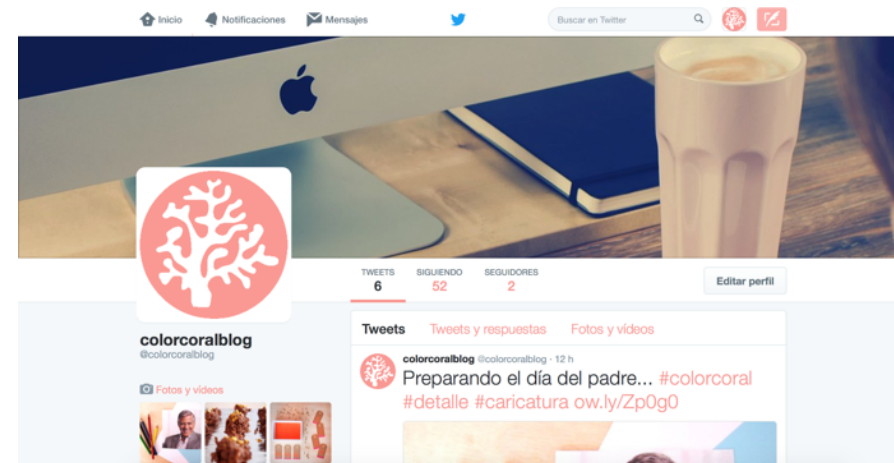 Inicio
Notificaciones
Mensajes
Buscar en Twitter
TWEETS
6
SIGUIENDO
52
SEGUIDORES
2
Editar perfil
colorcoralblog
@colorcoralblog
Fotos y vídeos
Tweets
Tweets y respuestas
Fotos y vídeos
colorcoralblog @colorcoralblog · 12 h
Preparando el día del padre... #colorcoral
#detalle #caricatura ow.ly/Zp0g0